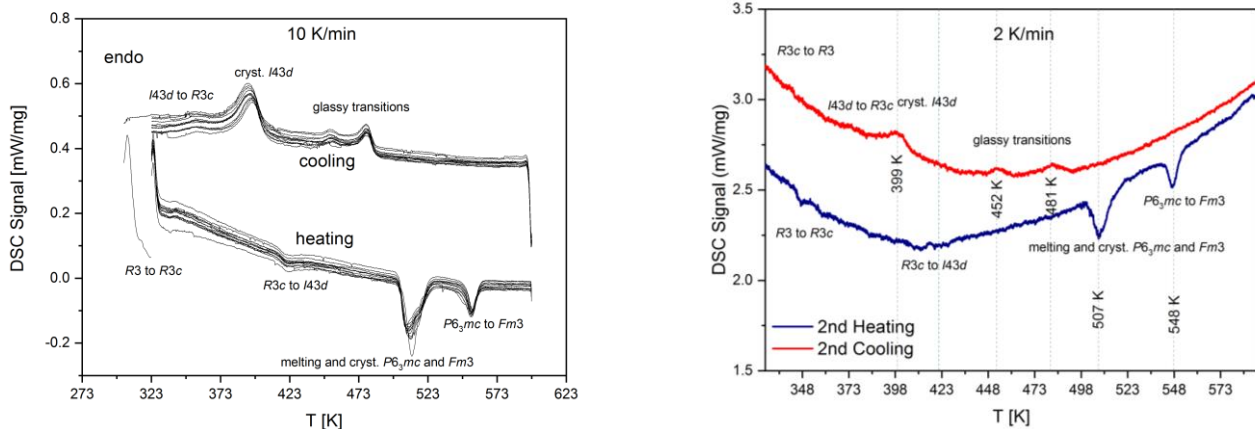 10 K/min
endo
cryst. I43d
I43d to R3c
glassy transitions
cooling
heating
R3 to R3c
R3c to I43d
P6₃mc to Fm3
melting and cryst. P6₃mc and Fm3
DSC Signal [mW/mg]
0.8
0.6
0.4
0.2
0.0
-0.2
273 323 373 423 473 523 573 623
T [K]
2 K/min
R3c to R3
I43d to R3c cryst. I43d
glassy transitions
399 K
452 K
481 K
P6₃mc to Fm3
R3 to R3c
R3c to I43d
melting and cryst. P6₃mc and Fm3
507 K
548 K
2nd Heating
2nd Cooling
DSC Signal (mW/mg)
3.5
3.0
2.5
2.0
1.5
348 373 398 423 448 473 498 523 548 573
T [K]